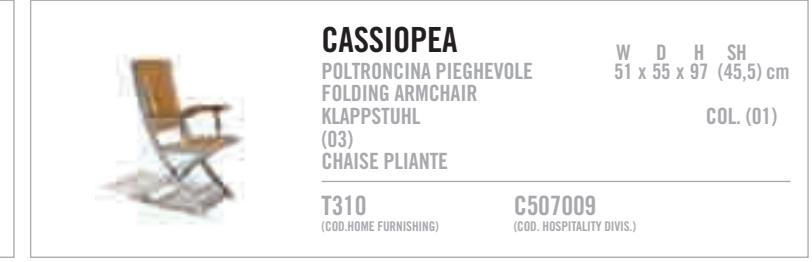 CASSIOPEA
W D H SH
POLTRONCINA PIEGHEVOLE
51 x 55 x 97 (45,5) cm
FOLDING ARMCHAIR
KLAPPSTUHL
COL. (01)
(03)
CHAISE PLIANTE
T310
C507009
(COD.HOME FURNISHING)
(COD. HOSPITALITY DIVIS.)